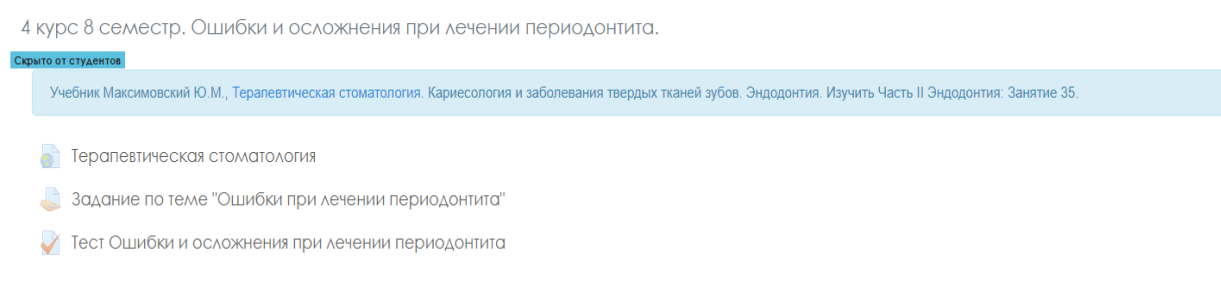 4 курс 8 семестр. Ошибки и осложнения при лечении периодонтита.
Скрыто от студентов
Учебник Максимовский Ю.М., Терапевтическая стоматология. Кариесология и заболевания твердых тканей зубов. Эндодонтия. Изучить Часть II Эндодонтия: Занятие 35.
Терапевтическая стоматология
Задание по теме "Ошибки при лечении периодонтита"
Тест Ошибки и осложнения при лечении периодонтита